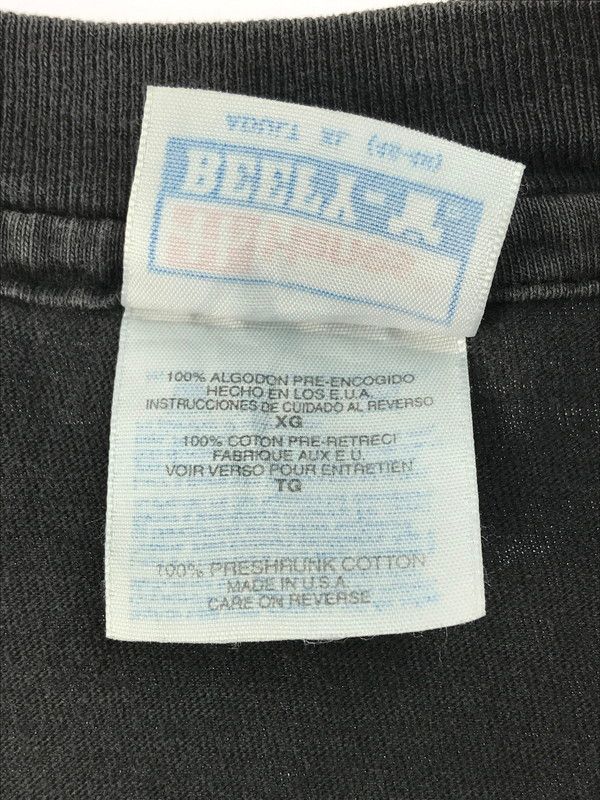 BEEFY-T
100% ALGODON PRE-ENCOGIDO
HECHO EN LOS E.U.A.
INSTRUCCIONES DE CUIDADO AL REVERSO
XG
100% COTON PRE-RETRECI
FABRIQUE AUX E.U.
VOIR VERSO POUR ENTRETIEN
TG
100% PRESHRUNK COTTON
MADE IN U.S.A.
CARE ON REVERSE